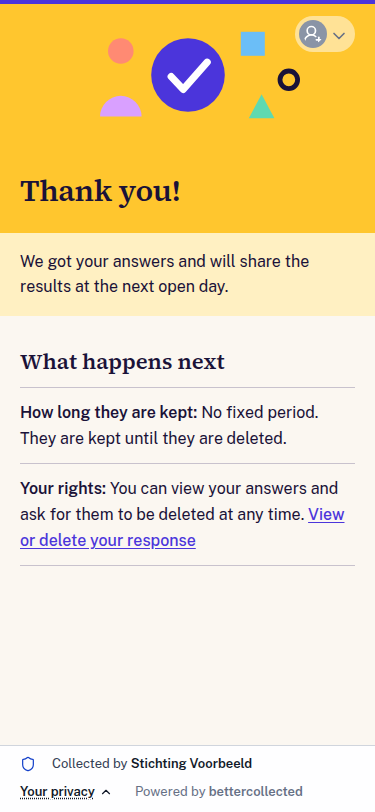 Thank you!
We got your answers and will share the
results at the next open day.
What happens next
How long they are kept: No fixed period.
They are kept until they are deleted.
Your rights: You can view your answers and
ask for them to be deleted at any time. View
or delete your response
Collected by Stichting Voorbeeld
Your privacy Powered by bettercollected